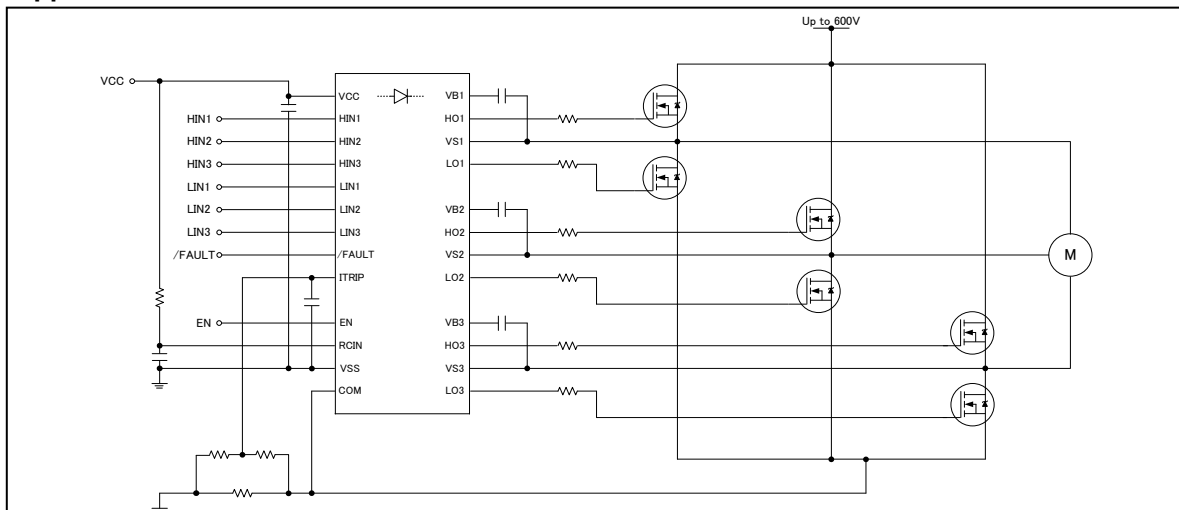 Up to 600V
VCC
HIN1
HIN2
HIN3
LIN1
LIN2
LIN3
/FAULT
EN
VCC
HIN1
HIN2
HIN3
LIN1
LIN2
LIN3
/FAULT
ITRIP
EN
RCIN
VSS
COM
VB1
HO1
VS1
LO1
VB2
HO2
VS2
LO2
VB3
HO3
VS3
LO3
M